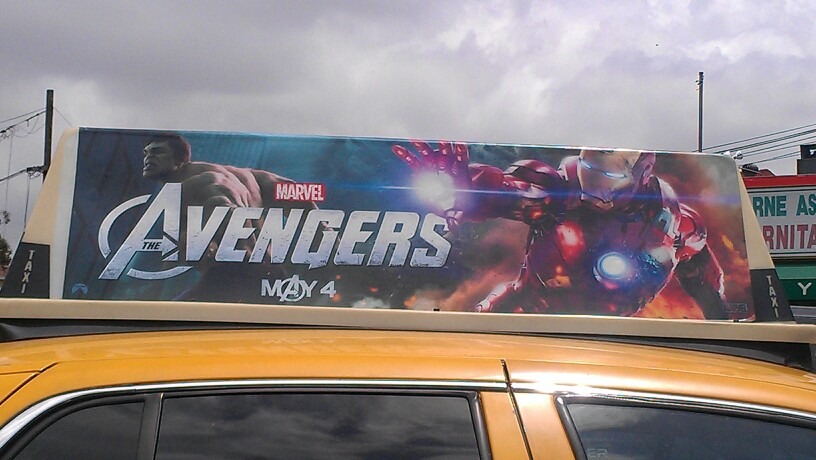 MARVEL
THE AVENGERS
MAY 4
TAXI
TAXI
RNE AS
RNITA
Y